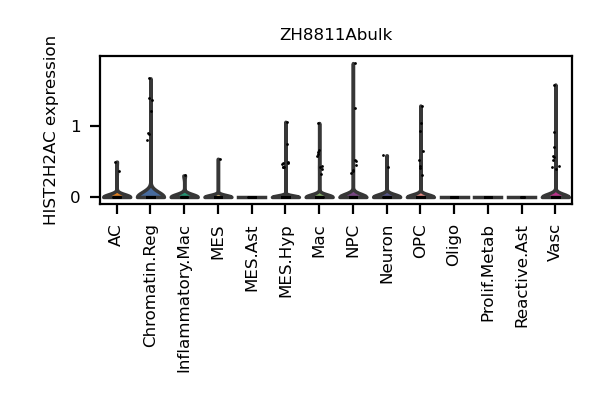 ZH8811Abulk
HIST2H2AC expression
1
0
AC
Chromatin.Reg
Inflammatory.Mac
MES
MES.Ast
MES.Hyp
Mac
NPC
Neuron
OPC
Oligo
Prolif.Metab
Reactive.Ast
Vasc